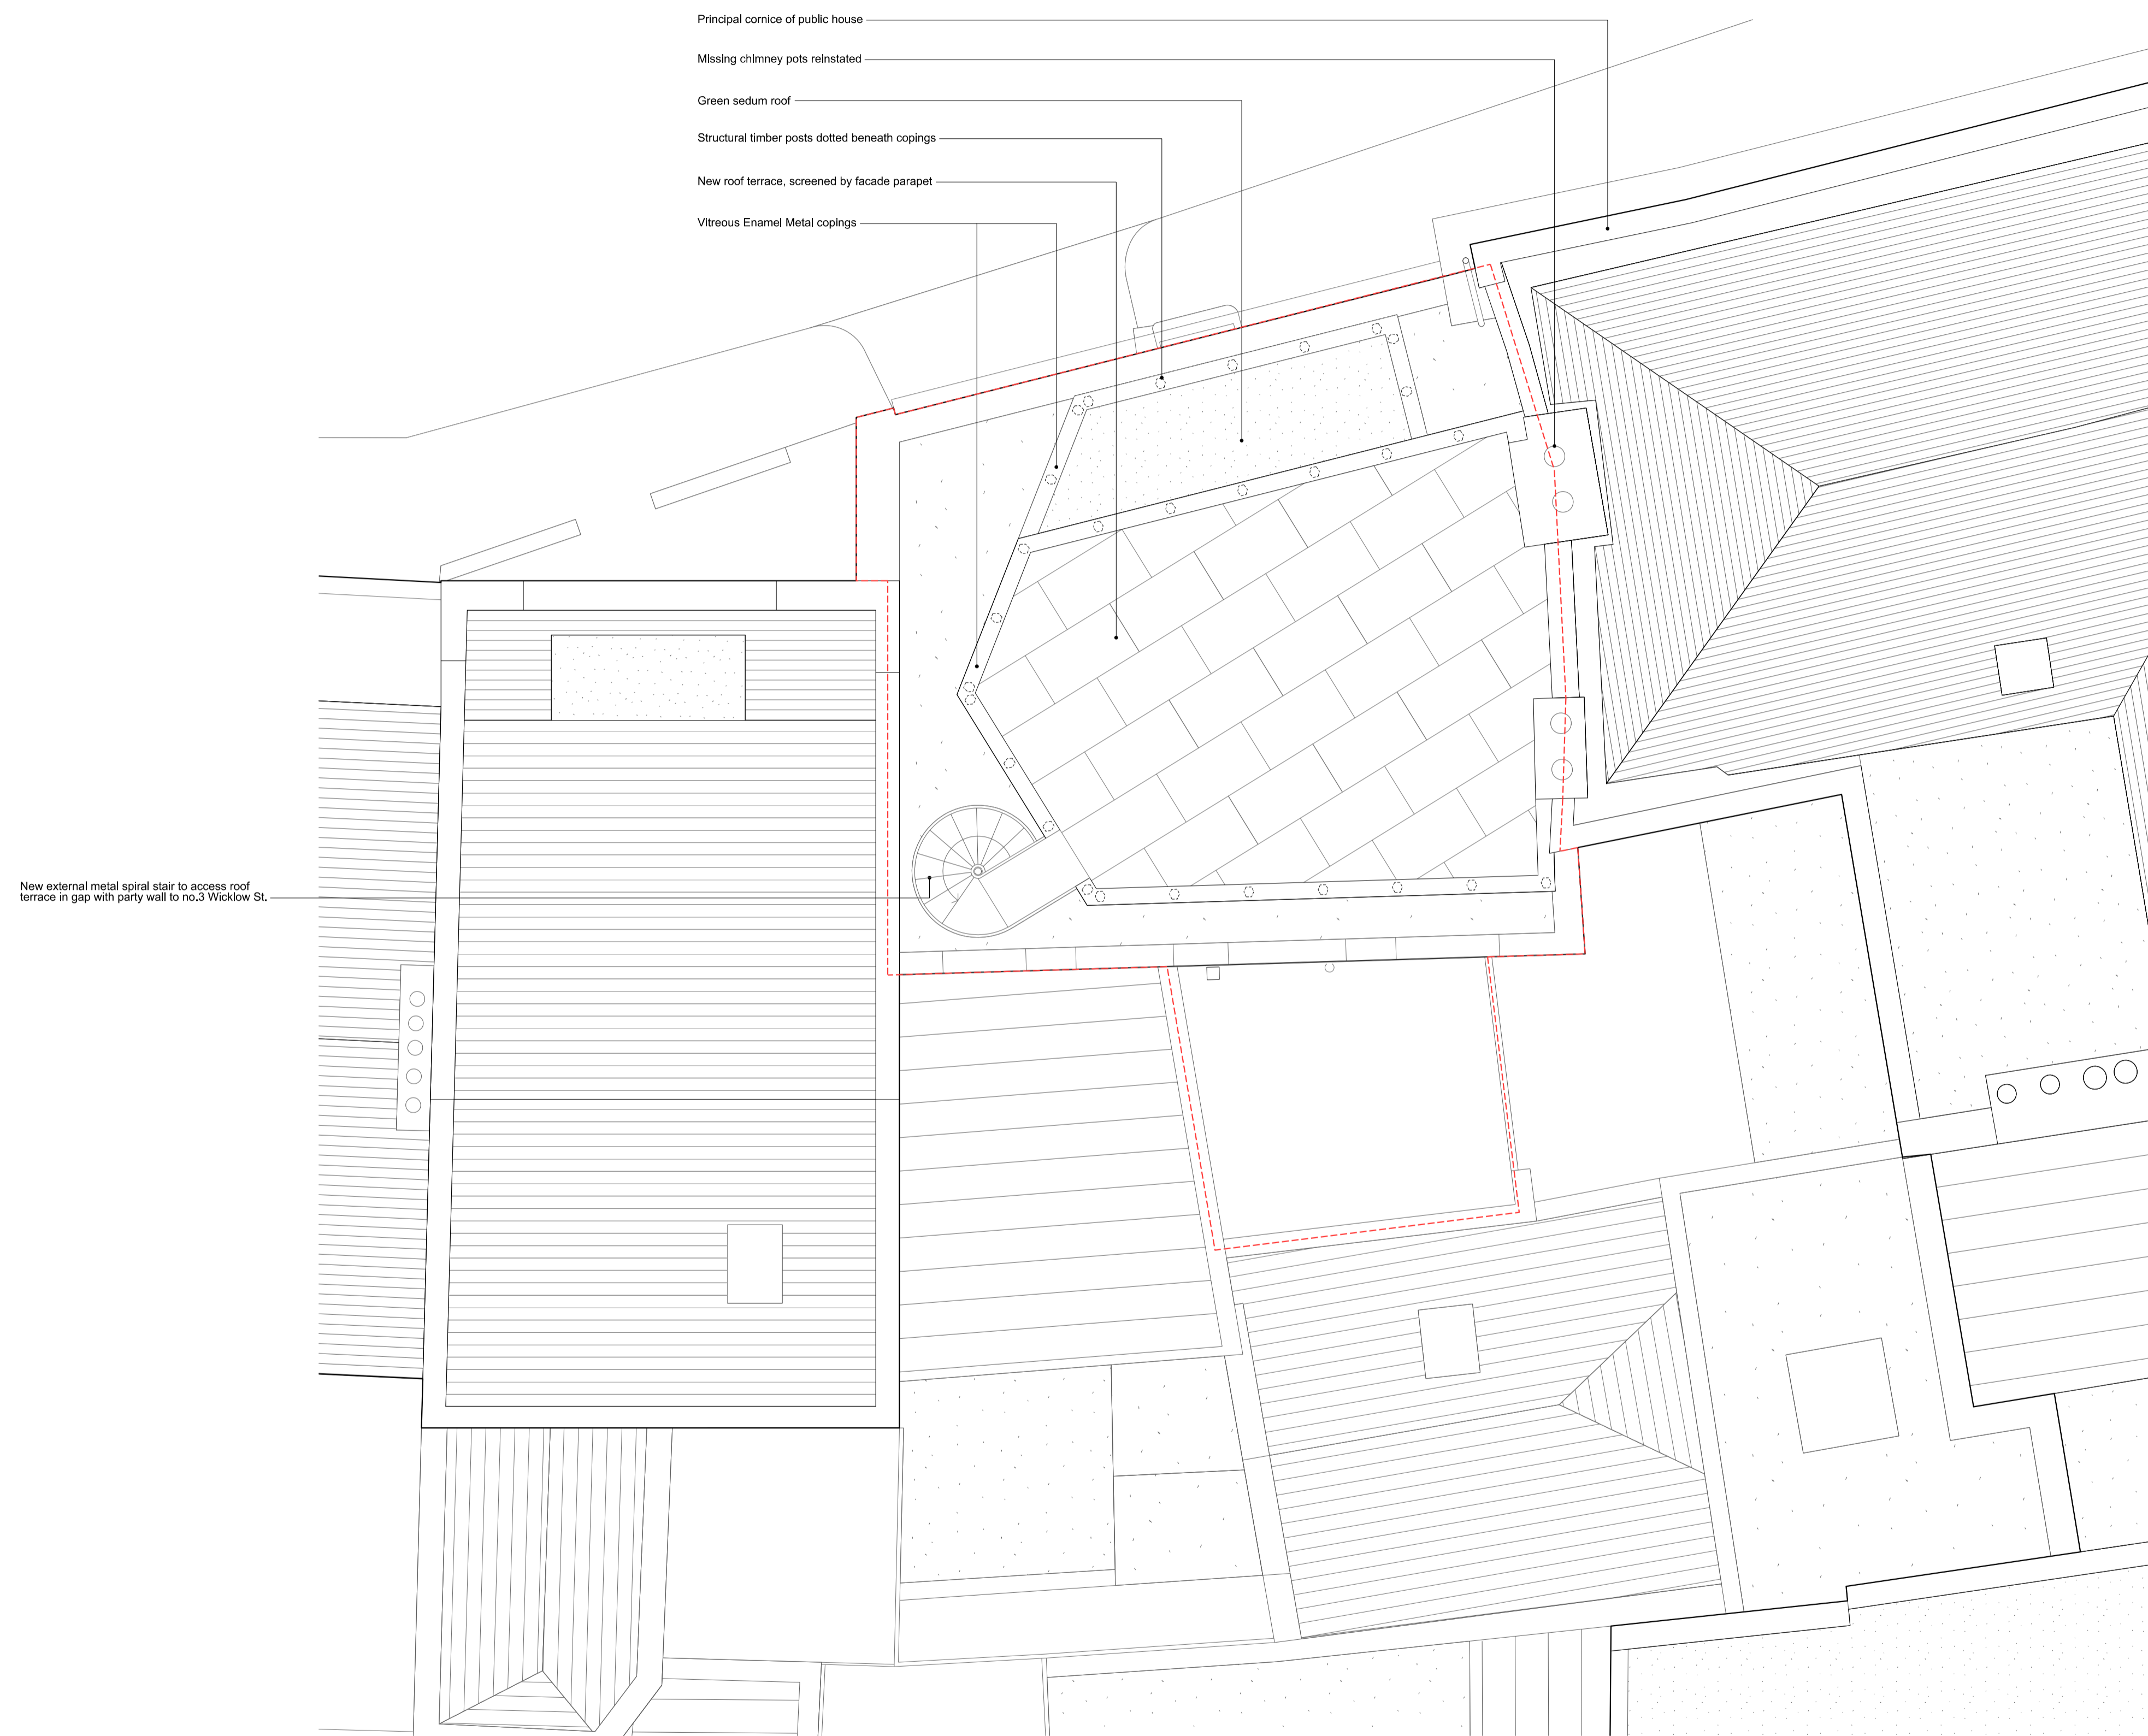 Principal cornice of public house
Missing chimney pots reinstated
Green sedum roof
Structural timber posts dotted beneath copings
New roof terrace, screened by facade parapet
Vitreous Enamel Metal copings
New external metal spiral stair to access roof
terrace in gap with party wall to no.3 Wicklow St.